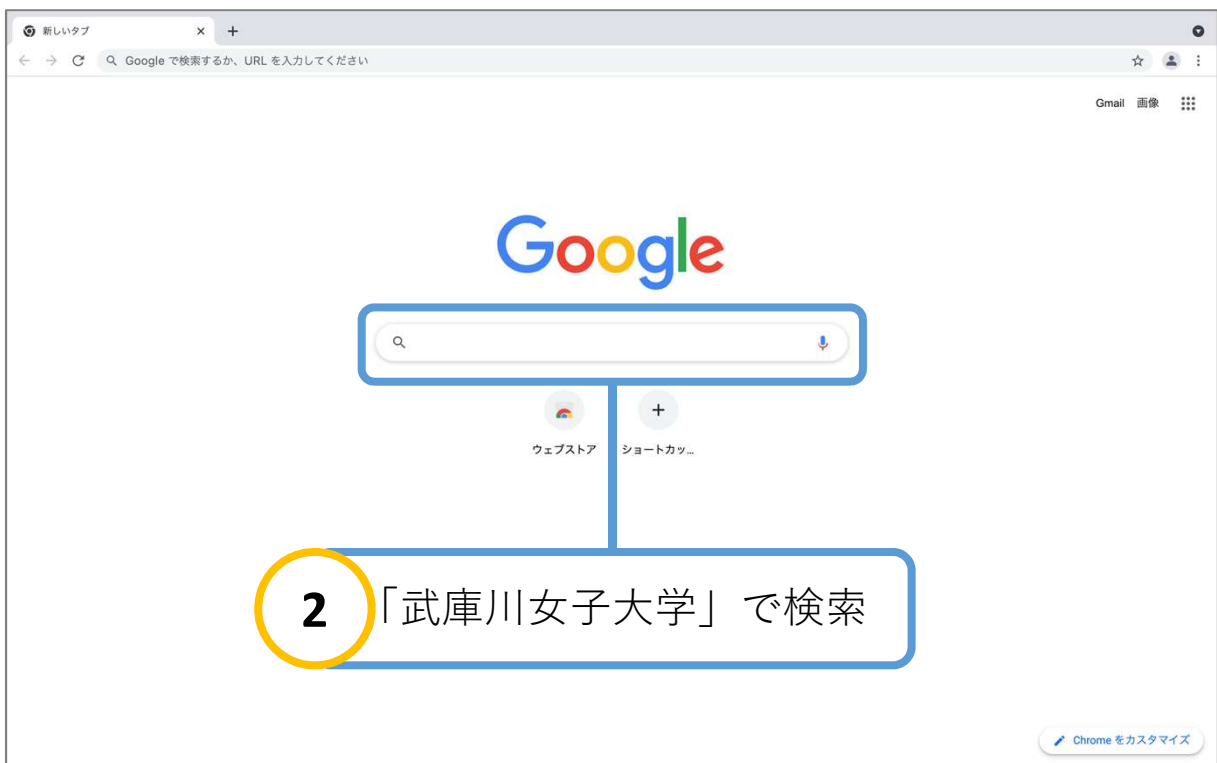 新しいタブ
Google で検索するか、URL を入力してください
Gmail 画像
Google
ウェブストア ショートカッ...
2 「武庫川女子大学」で検索
Chrome をカスタマイズ